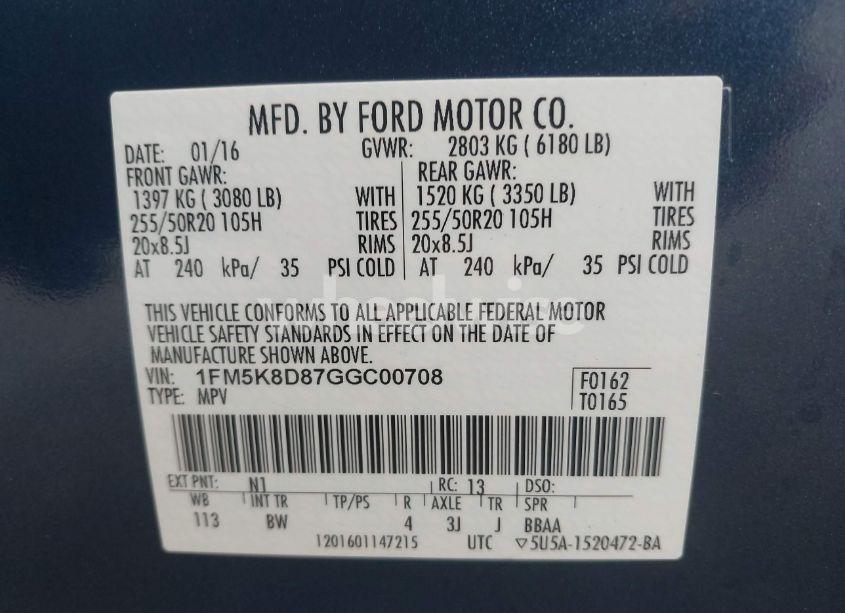 MFD. BY FORD MOTOR CO.
DATE: 01/16 GVWR: 2803 KG ( 6180 LB)
FRONT GAWR: REAR GAWR:
1397 KG ( 3080 LB) WITH 1520 KG ( 3350 LB) WITH
255/50R20 105H TIRES 255/50R20 105H TIRES
20x8.5J RIMS 20x8.5J RIMS
AT 240 kPa/ 35 PSI COLD AT 240 kPa/ 35 PSI COLD
THIS VEHICLE CONFORMS TO ALL APPLICABLE FEDERAL MOTOR
VEHICLE SAFETY STANDARDS IN EFFECT ON THE DATE OF
MANUFACTURE SHOWN ABOVE.
VIN: 1FM5K8D87GGC00708 F0162
TYPE: MPV T0165
EXT PNT: N1 RC: 13 DSO:
WB INT TR TP/PS R AXLE TR SPR
113 BW 4 3J J BBAA
1201601147215 UTC ▽5U5A-1520472-BA